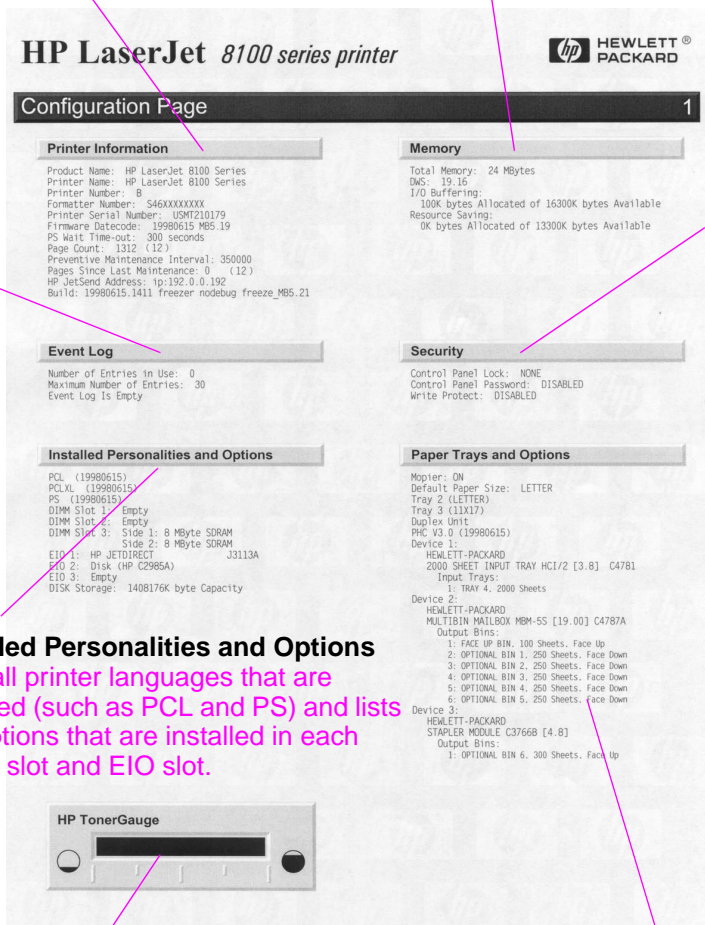 HP LaserJet 8100 series printer
hp HEWLETT® PACKARD
Configuration Page 1
Printer Information
Product Name: HP LaserJet 8100 Series
Printer Name: HP LaserJet 8100 Series
Printer Number: B
Formatter Number: S46XXXXXXX
Printer Serial Number: USMT210179
Firmware Datecode: 19980615 MB5.19
PS Wait Time-out: 300 seconds
Page Count: 1312 (12)
Preventive Maintenance Interval: 350000
Pages Since Last Maintenance: 0 (12)
HP JetSend Address: ip:192.0.0.192
Build: 19980615.1411 freezer nodebug freeze_MB5.21
Memory
Total Memory: 24 MBytes
DWS: 19.16
I/O Buffering:
100K bytes Allocated of 16300K bytes Available
Resource Saving:
0K bytes Allocated of 13300K bytes Available
Event Log
Number of Entries in Use: 0
Maximum Number of Entries: 30
Event Log Is Empty
Security
Control Panel Lock: NONE
Control Panel Password: DISABLED
Write Protect: DISABLED
Installed Personalities and Options
PCL (19980615)
PCLXL (19980615)
PS (19980615)
DIMM Slot 1: Empty
DIMM Slot 2: Empty
DIMM Slot 3: Side 1: 8 MByte SDRAM
Side 2: 8 MByte SDRAM
EIO 1: HP JETDIRECT J3113A
EIO 2: Disk (HP C2985A)
EIO 3: Empty
DISK Storage: 1408176K byte Capacity
Paper Trays and Options
Mopier: ON
Default Paper Size: LETTER
Tray 2 (LETTER)
Tray 3 (11X17)
Duplex Unit
PHC V3.0 (19980615)
Device 1:
HEWLETT-PACKARD
2000 SHEET INPUT TRAY HCI/2 [3.8] C4781
Input Trays:
1: TRAY 4, 2000 Sheets
Device 2:
HEWLETT-PACKARD
MULTIBIN MAILBOX MBM-5S [19.00] C4787A
Output Bins:
1: FACE UP BIN, 100 Sheets, Face Up
2: OPTIONAL BIN 1, 250 Sheets, Face Down
3: OPTIONAL BIN 2, 250 Sheets, Face Down
4: OPTIONAL BIN 3, 250 Sheets, Face Down
5: OPTIONAL BIN 4, 250 Sheets, Face Down
6: OPTIONAL BIN 5, 250 Sheets, Face Down
Device 3:
HEWLETT-PACKARD
STAPLER MODULE C3766B [4.8]
Output Bins:
1: OPTIONAL BIN 6, 300 Sheets, Face Up
led Personalities and Options
all printer languages that are
ed (such as PCL and PS) and lists
otions that are installed in each
slot and EIO slot.
HP TonerGauge